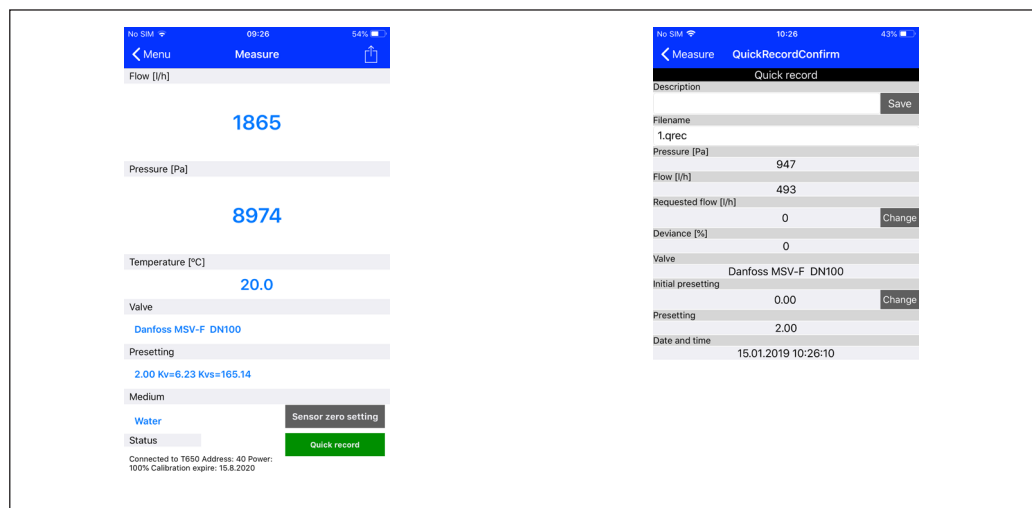 No SIM 09:26 54%
Menu Measure
Flow [l/h]
1865
Pressure [Pa]
8974
Temperature [°C]
20.0
Valve
Danfoss MSV-F DN100
Presetting
2.00 Kv=6.23 Kvs=165.14
Medium
Water
Sensor zero setting
Status
Quick record
Connected to T650 Address: 40 Power:
100% Calibration expire: 15.8.2020
No SIM 10:26 43%
Measure QuickRecordConfirm
Quick record
Description
Save
Filename
1.qrec
Pressure [Pa]
947
Flow [l/h]
493
Requested flow [l/h]
0 Change
Deviance [%]
0
Valve
Danfoss MSV-F DN100
Initial presetting
0.00 Change
Presetting
2.00
Date and time
15.01.2019 10:26:10